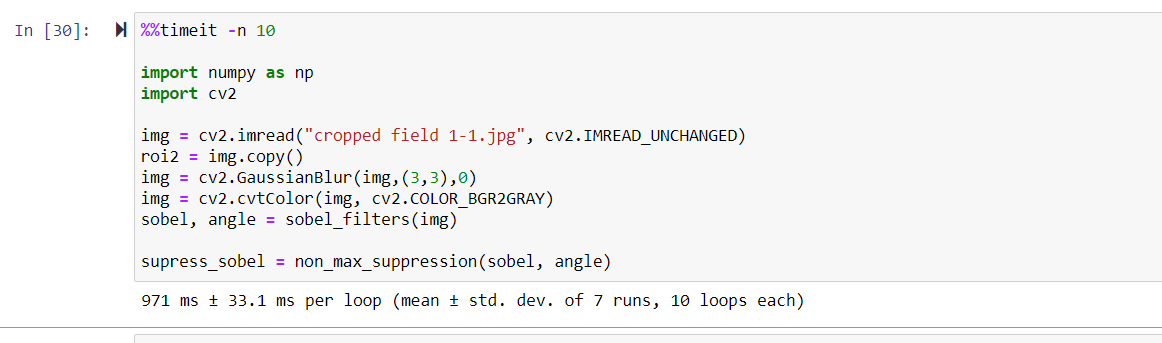 In [30]: %%timeit -n 10
import numpy as np
import cv2
img = cv2.imread("cropped field 1-1.jpg", cv2.IMREAD_UNCHANGED)
roi2 = img.copy()
img = cv2.GaussianBlur(img,(3,3),0)
img = cv2.cvtColor(img, cv2.COLOR_BGR2GRAY)
sobel, angle = sobel_filters(img)
supress_sobel = non_max_suppression(sobel, angle)
971 ms ± 33.1 ms per loop (mean ± std. dev. of 7 runs, 10 loops each)